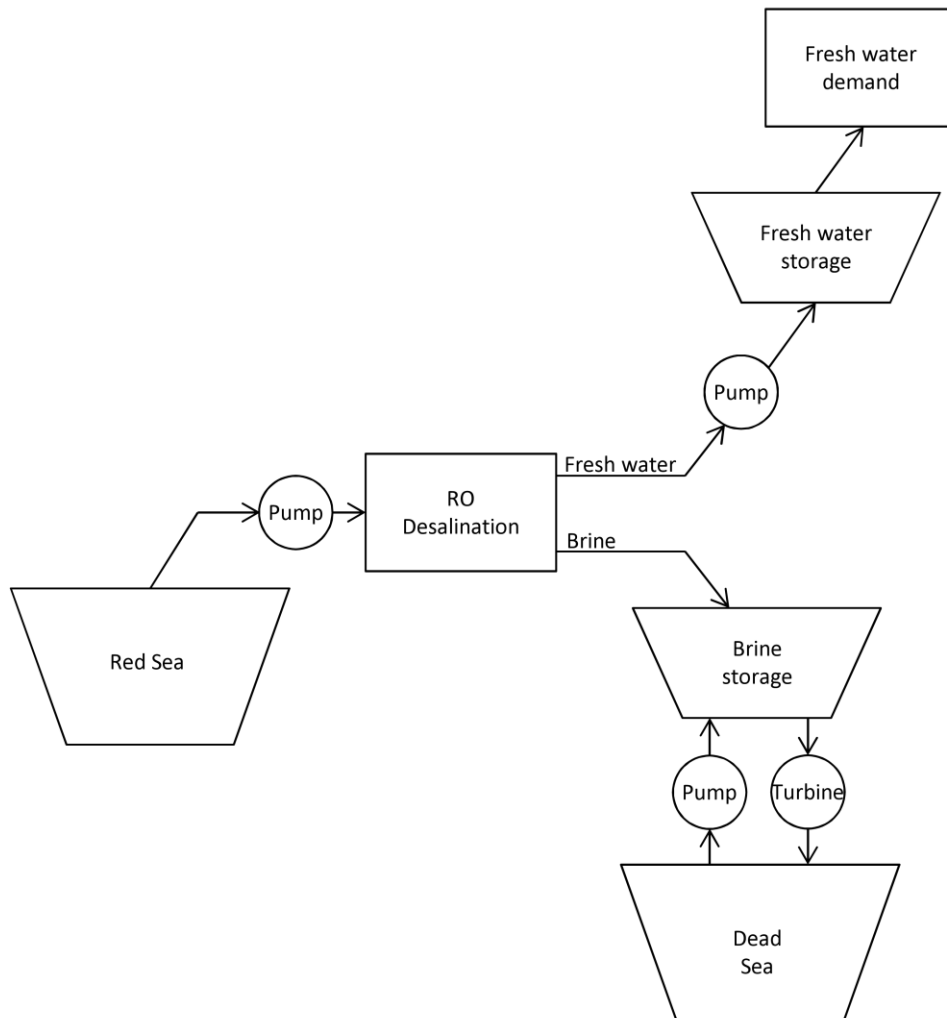 Fresh water
demand
Fresh water
storage
Pump
Fresh water
RO
Desalination
Pump
Brine
Red Sea
Brine
storage
Pump
Turbine
Dead
Sea